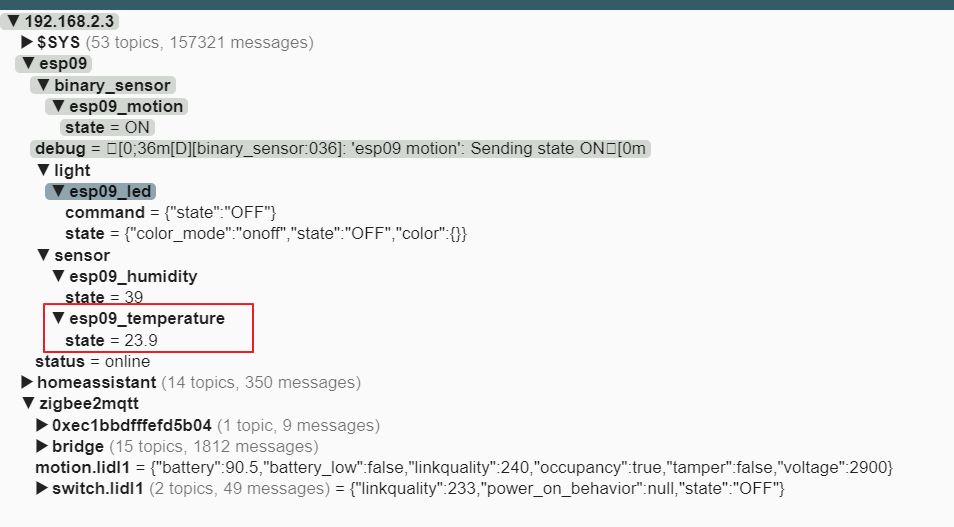 ▼ 192.168.2.3
▶ $SYS (53 topics, 157321 messages)
▼ esp09
▼ binary_sensor
▼ esp09_motion
state = ON
debug = □[0;36m[D][binary_sensor:036]: 'esp09 motion': Sending state ON□[0m
▼ light
▼ esp09_led
command = {"state":"OFF"}
state = {"color_mode":"onoff","state":"OFF","color":{}}
▼ sensor
▼ esp09_humidity
state = 39
▼ esp09_temperature
state = 23.9
status = online
▶ homeassistant (14 topics, 350 messages)
▼ zigbee2mqtt
▶ 0xec1bbdfffefd5b04 (1 topic, 9 messages)
▶ bridge (15 topics, 1812 messages)
motion.lidl1 = {"battery":90.5,"battery_low":false,"linkquality":240,"occupancy":true,"tamper":false,"voltage":2900}
▶ switch.lidl1 (2 topics, 49 messages) = {"linkquality":233,"power_on_behavior":null,"state":"OFF"}